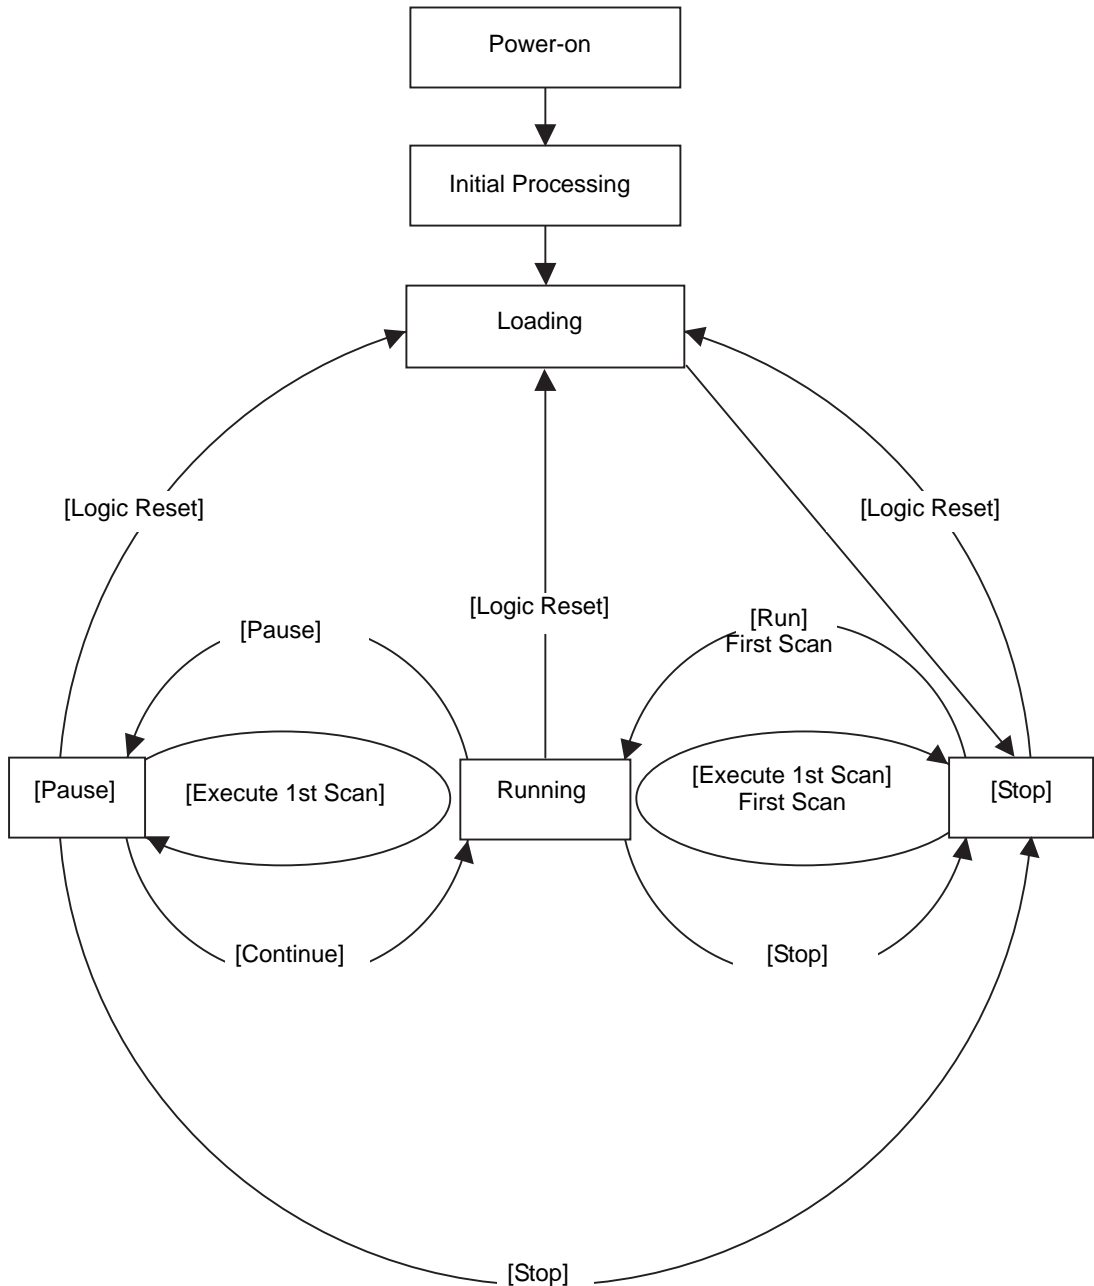 Power-on
Initial Processing
Loading
[Logic Reset]
[Logic Reset]
[Logic Reset]
[Pause]
[Run]
First Scan
[Pause]
[Execute 1st Scan]
Running
[Execute 1st Scan]
First Scan
[Stop]
[Continue]
[Stop]
[Stop]